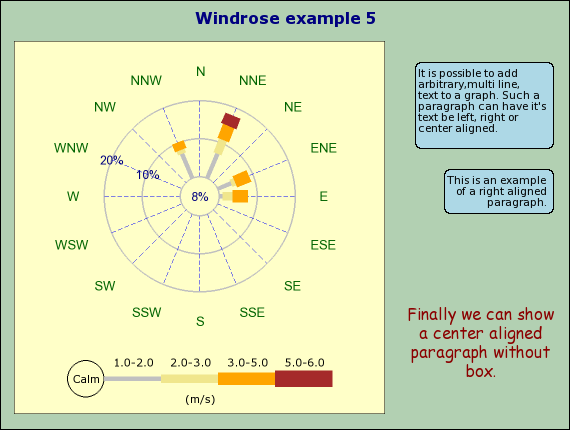 Windrose example 5
N
NNW
NNE
NW
NE
WNW
ENE
20%
10%
W
8%
E
WSW
ESE
SW
SE
SSW
SSE
S
1.0-2.0 2.0-3.0 3.0-5.0 5.0-6.0
Calm
(m/s)
It is possible to add
arbitrary,multi line,
text to a graph. Such a
paragraph can have it's
text be left, right or
center aligned.
This is an example
of a right aligned
paragraph.
Finally we can show
a center aligned
paragraph without
box.